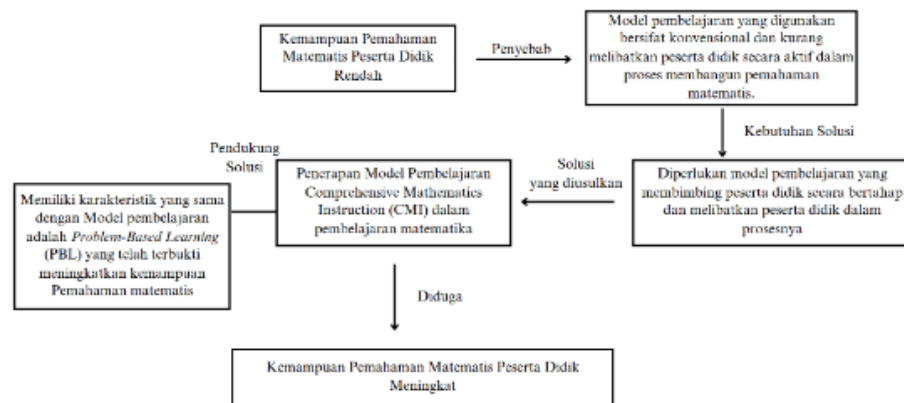 Kemampuan Pemahaman
Matematis Peserta Didik
Rendah
Penyebab
Model pembelajaran yang digunakan
bersifat konvensional dan kurang
melibatkan peserta didik secara aktif dalam
proses membangun pemahaman
matematis.
Kebutuhan Solusi
Diperlukan model pembelajaran yang
membimbing peserta didik secara bertahap
dan melibatkan peserta didik dalam
prosesnya
Solusi
yang diusulkan
Penerapan Model Pembelajaran
Comprehensive Mathematics
Instruction (CMI) dalam
pembelajaran matematika
Pendukung
Solusi
Memiliki karakteristik yang sama
dengan Model pembelajaran
adalah Problem-Based Learning
(PBL) yang telah terbukti
meningkatkan kemampuan
Pemahaman matematis
Diduga
Kemampuan Pemahaman Matematis Peserta Didik
Meningkat